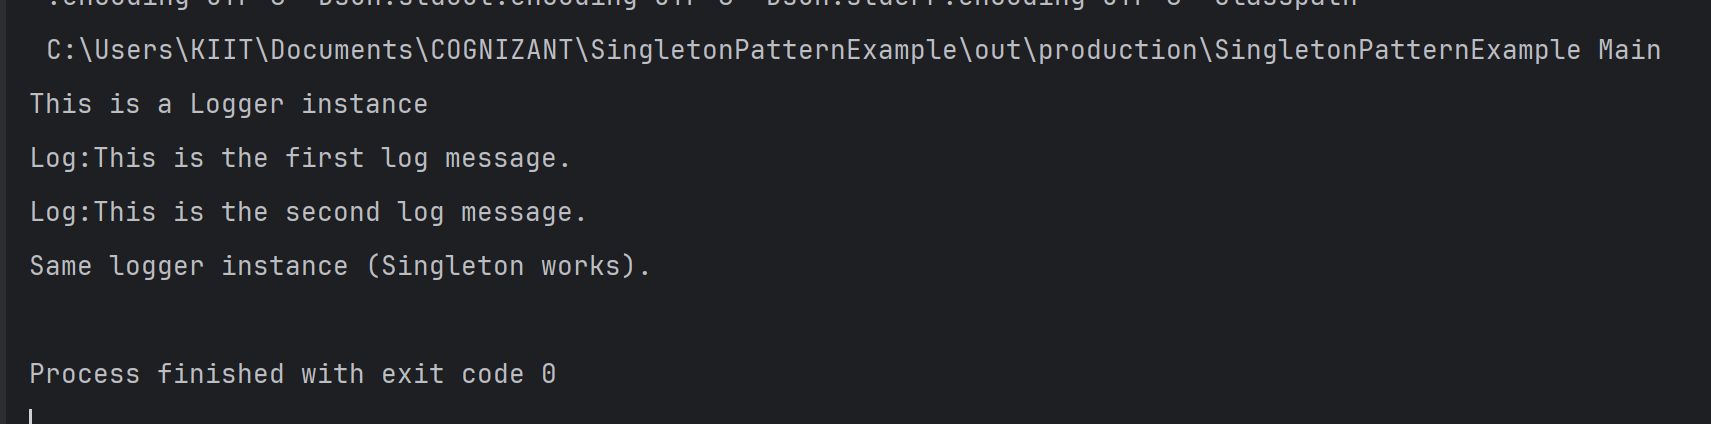 C:\Users\KIIT\Documents\COGNIZANT\SingletonPatternExample\out\production\SingletonPatternExample Main
This is a Logger instance
Log:This is the first log message.
Log:This is the second log message.
Same logger instance (Singleton works).
Process finished with exit code 0